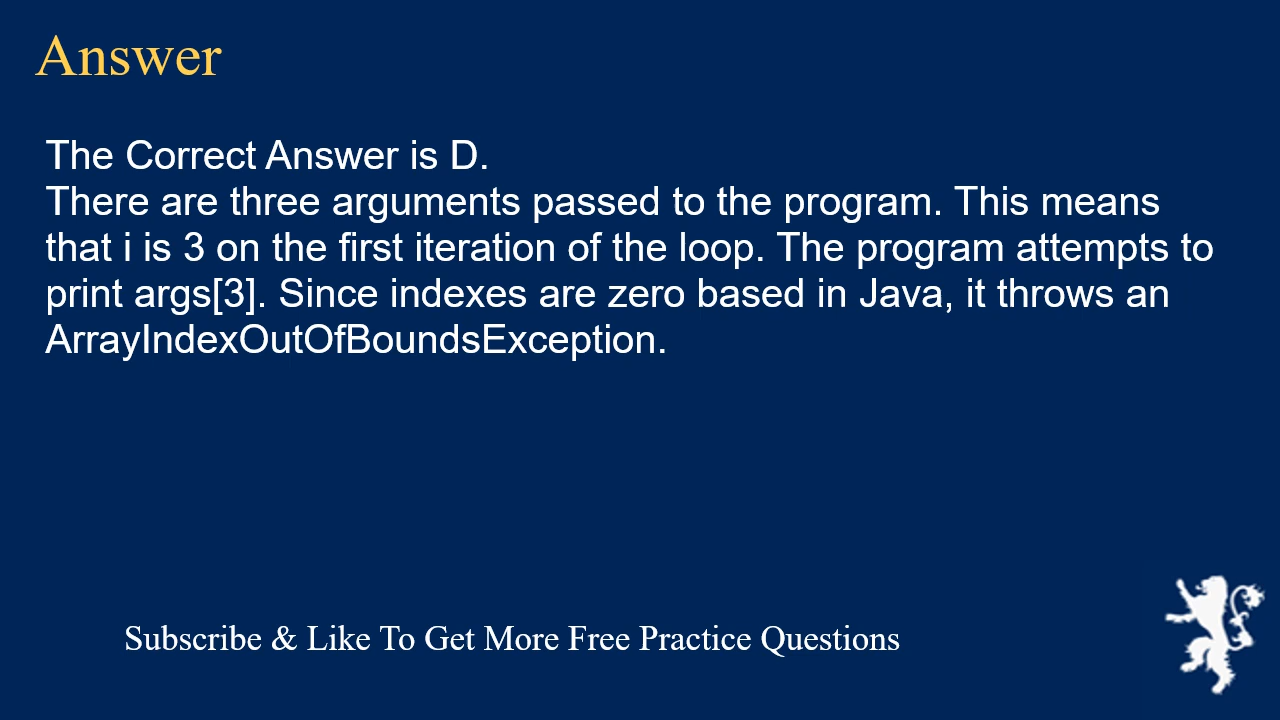 Answer
The Correct Answer is D.
There are three arguments passed to the program. This means
that i is 3 on the first iteration of the loop. The program attempts to
print args[3]. Since indexes are zero based in Java, it throws an
ArrayIndexOutOfBoundsException.
Subscribe & Like To Get More Free Practice Questions